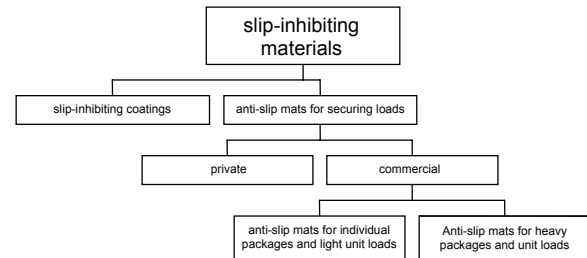 slip-inhibiting
materials
slip-inhibiting coatings
anti-slip mats for securing loads
private
commercial
anti-slip mats for individual
packages and light unit loads
Anti-slip mats for heavy
packages and unit loads